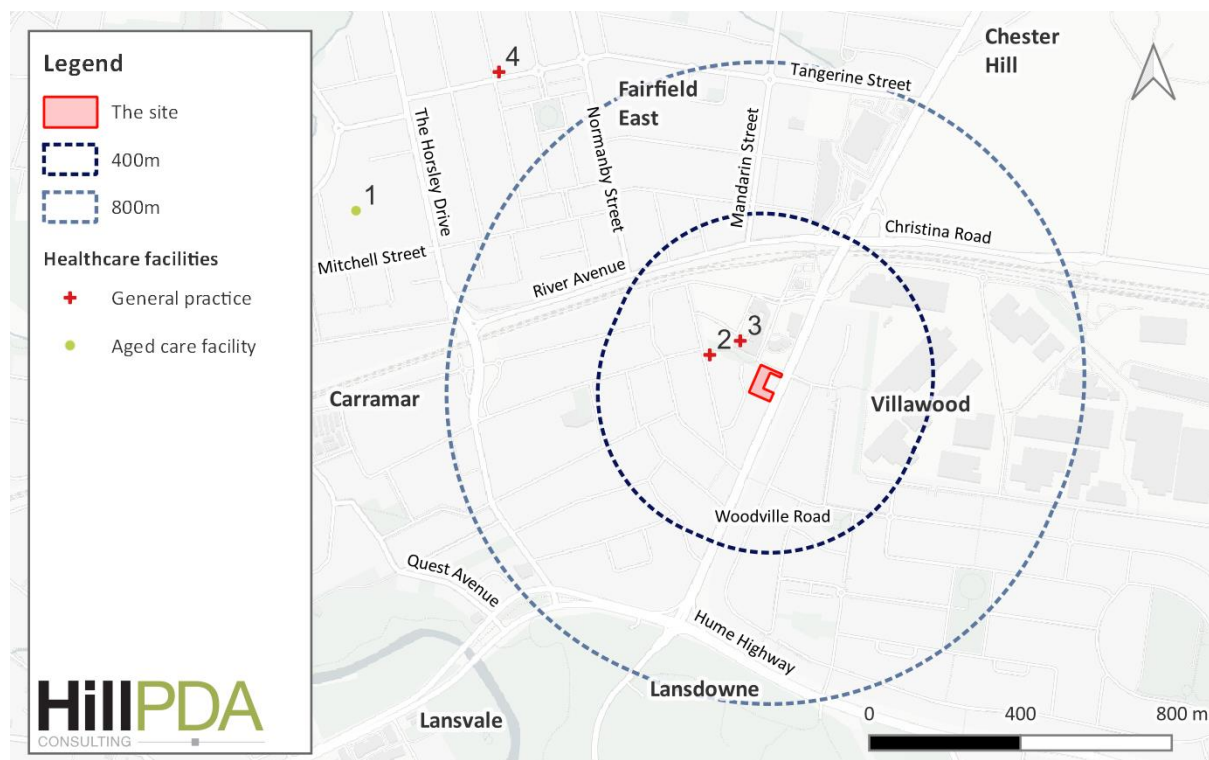 Legend
The site
400m
800m
Healthcare facilities
General practice
Aged care facility
HillPDA
CONSULTING
Chester
Hill
4
Tangerine Street
Fairfield
East
The Horsley Drive
Normanby Street
Mandarin Street
1
Christina Road
Mitchell Street
River Avenue
3
2
Carramar
Villawood
Woodville Road
Quest Avenue
Hume Highway
Lansdowne
Lansvale
0 400 800 m